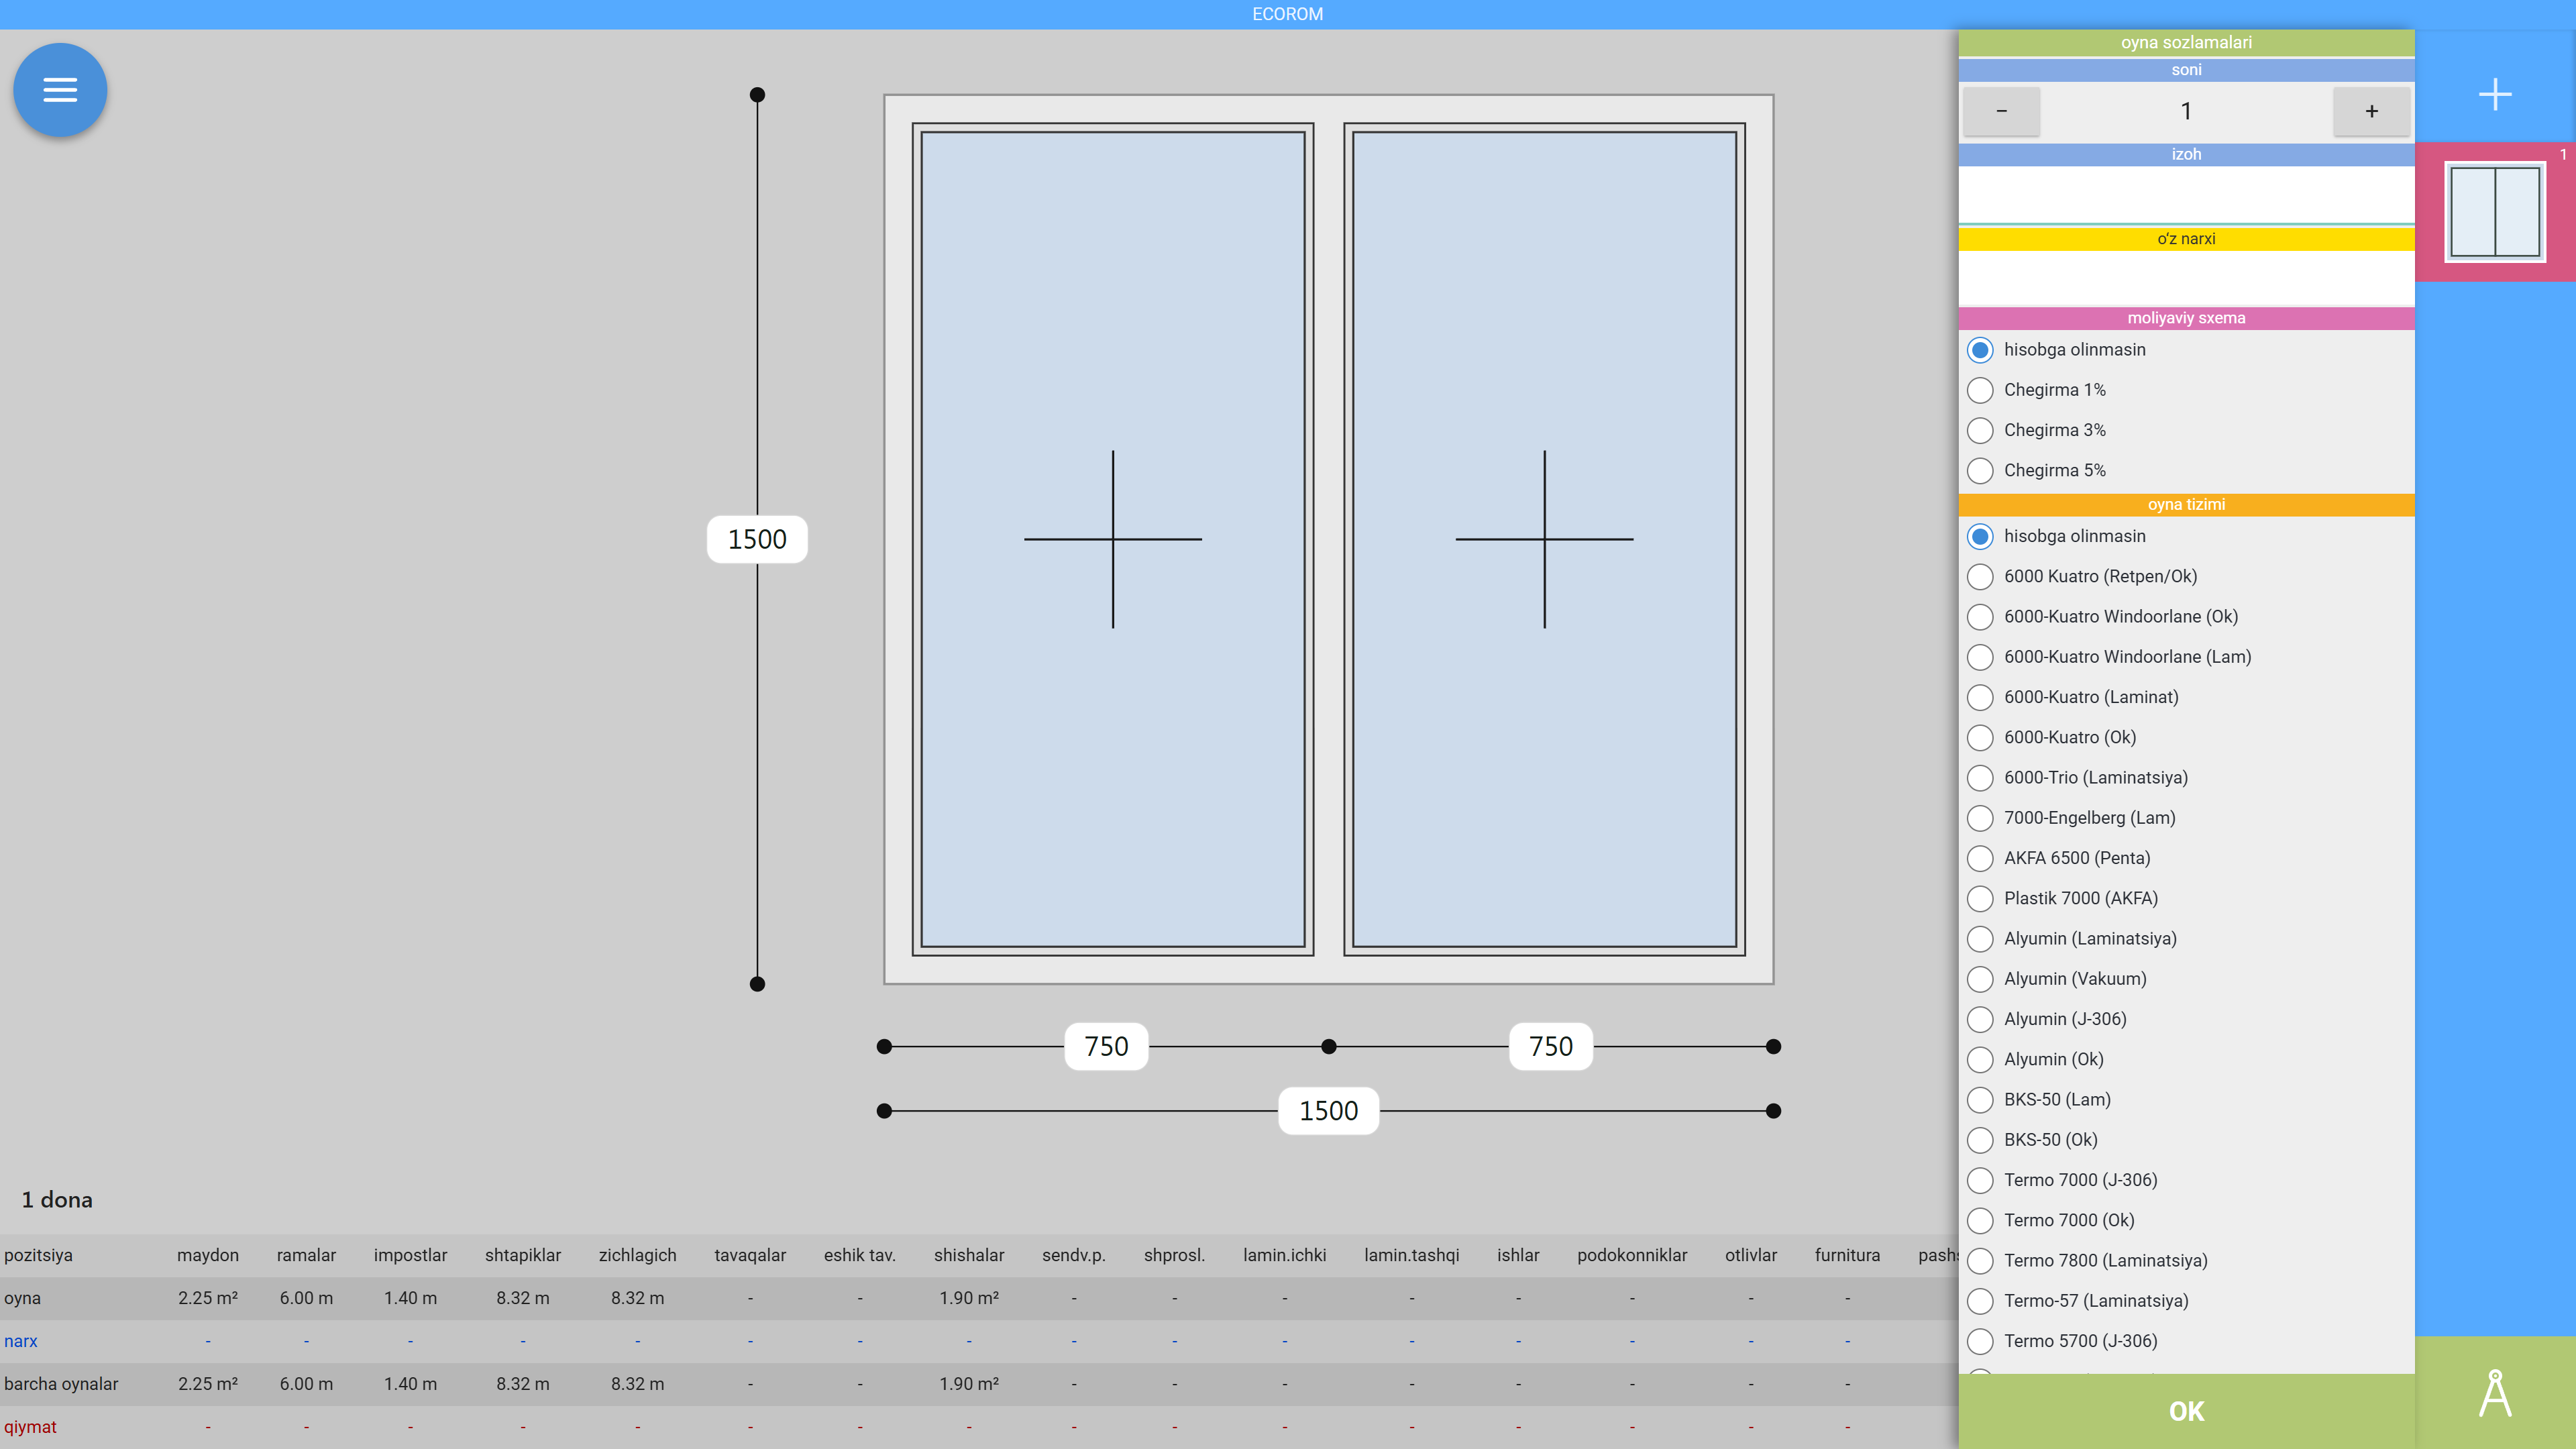 ECOROM
1500
750 750
1500
1 dona
pozitsiya maydon ramalar impostlar shtapiklar zichlagich tavaqalar eshik tav. shishalar sendv.p. shprosl. lamin.ichki lamin.tashqi ishlar podokonniklar otlivlar furnitura
oyna 2.25 m² 6.00 m 1.40 m 8.32 m 8.32 m - - 1.90 m² - - - - - - - -
narx - - - - - - - - - - - - - - - -
barcha oynalar 2.25 m² 6.00 m 1.40 m 8.32 m 8.32 m - - 1.90 m² - - - - - - - -
qiymat - - - - - - - - - - - - - - - -
oyna sozlamalari
soni
− 1 +
izoh
o‘z narxi
moliyaviy sxema
hisobga olinmasin
Chegirma 1%
Chegirma 3%
Chegirma 5%
oyna tizimi
hisobga olinmasin
6000 Kuatro (Retpen/Ok)
6000-Kuatro Windoorlane (Ok)
6000-Kuatro Windoorlane (Lam)
6000-Kuatro (Laminat)
6000-Kuatro (Ok)
6000-Trio (Laminatsiya)
7000-Engelberg (Lam)
AKFA 6500 (Penta)
Plastik 7000 (AKFA)
Alyumin (Laminatsiya)
Alyumin (Vakuum)
Alyumin (J-306)
Alyumin (Ok)
BKS-50 (Lam)
BKS-50 (Ok)
Termo 7000 (J-306)
Termo 7000 (Ok)
Termo 7800 (Laminatsiya)
Termo-57 (Laminatsiya)
Termo 5700 (J-306)
OK
1